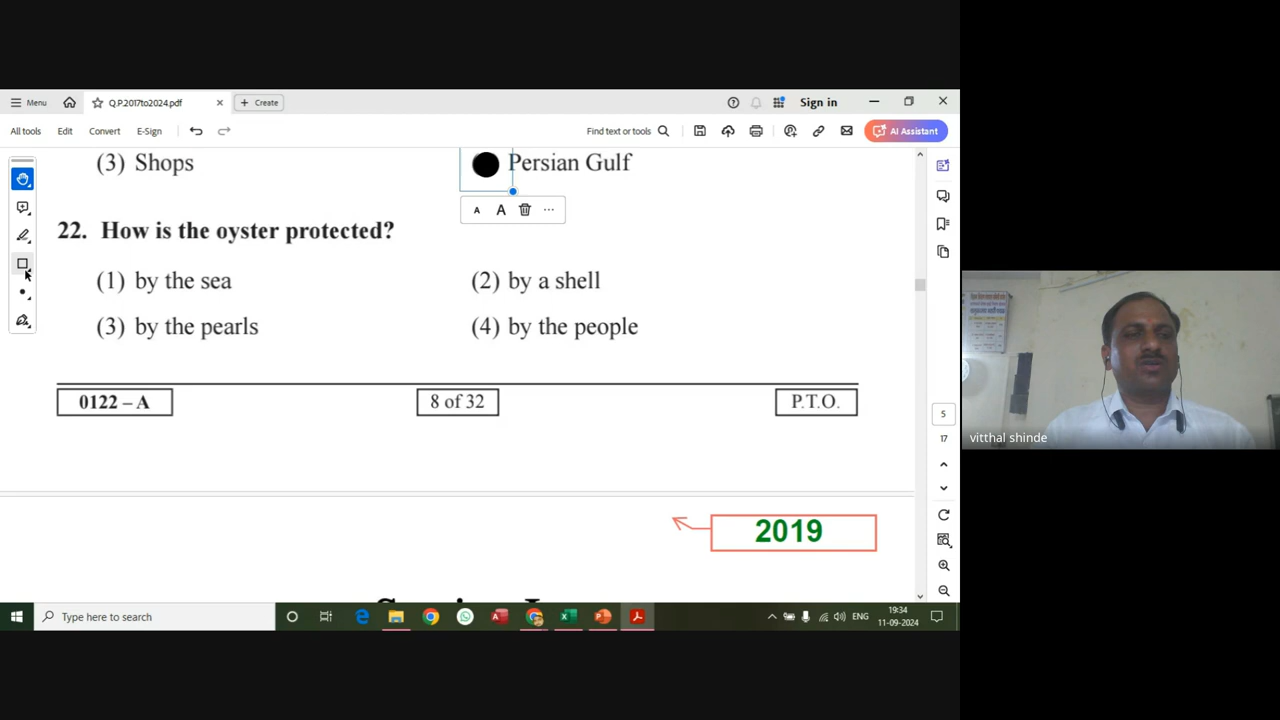 Menu
Q.P.2017to2024.pdf
Create
Sign in
All tools Edit Convert E-Sign
Find text or tools
AI Assistant
(3) Shops
Persian Gulf
A A
22. How is the oyster protected?
(1) by the sea (2) by a shell
(3) by the pearls (4) by the people
0122 – A 8 of 32 P.T.O.
5
17
2019
vitthal shinde
Type here to search
ENG
19:34
11-09-2024